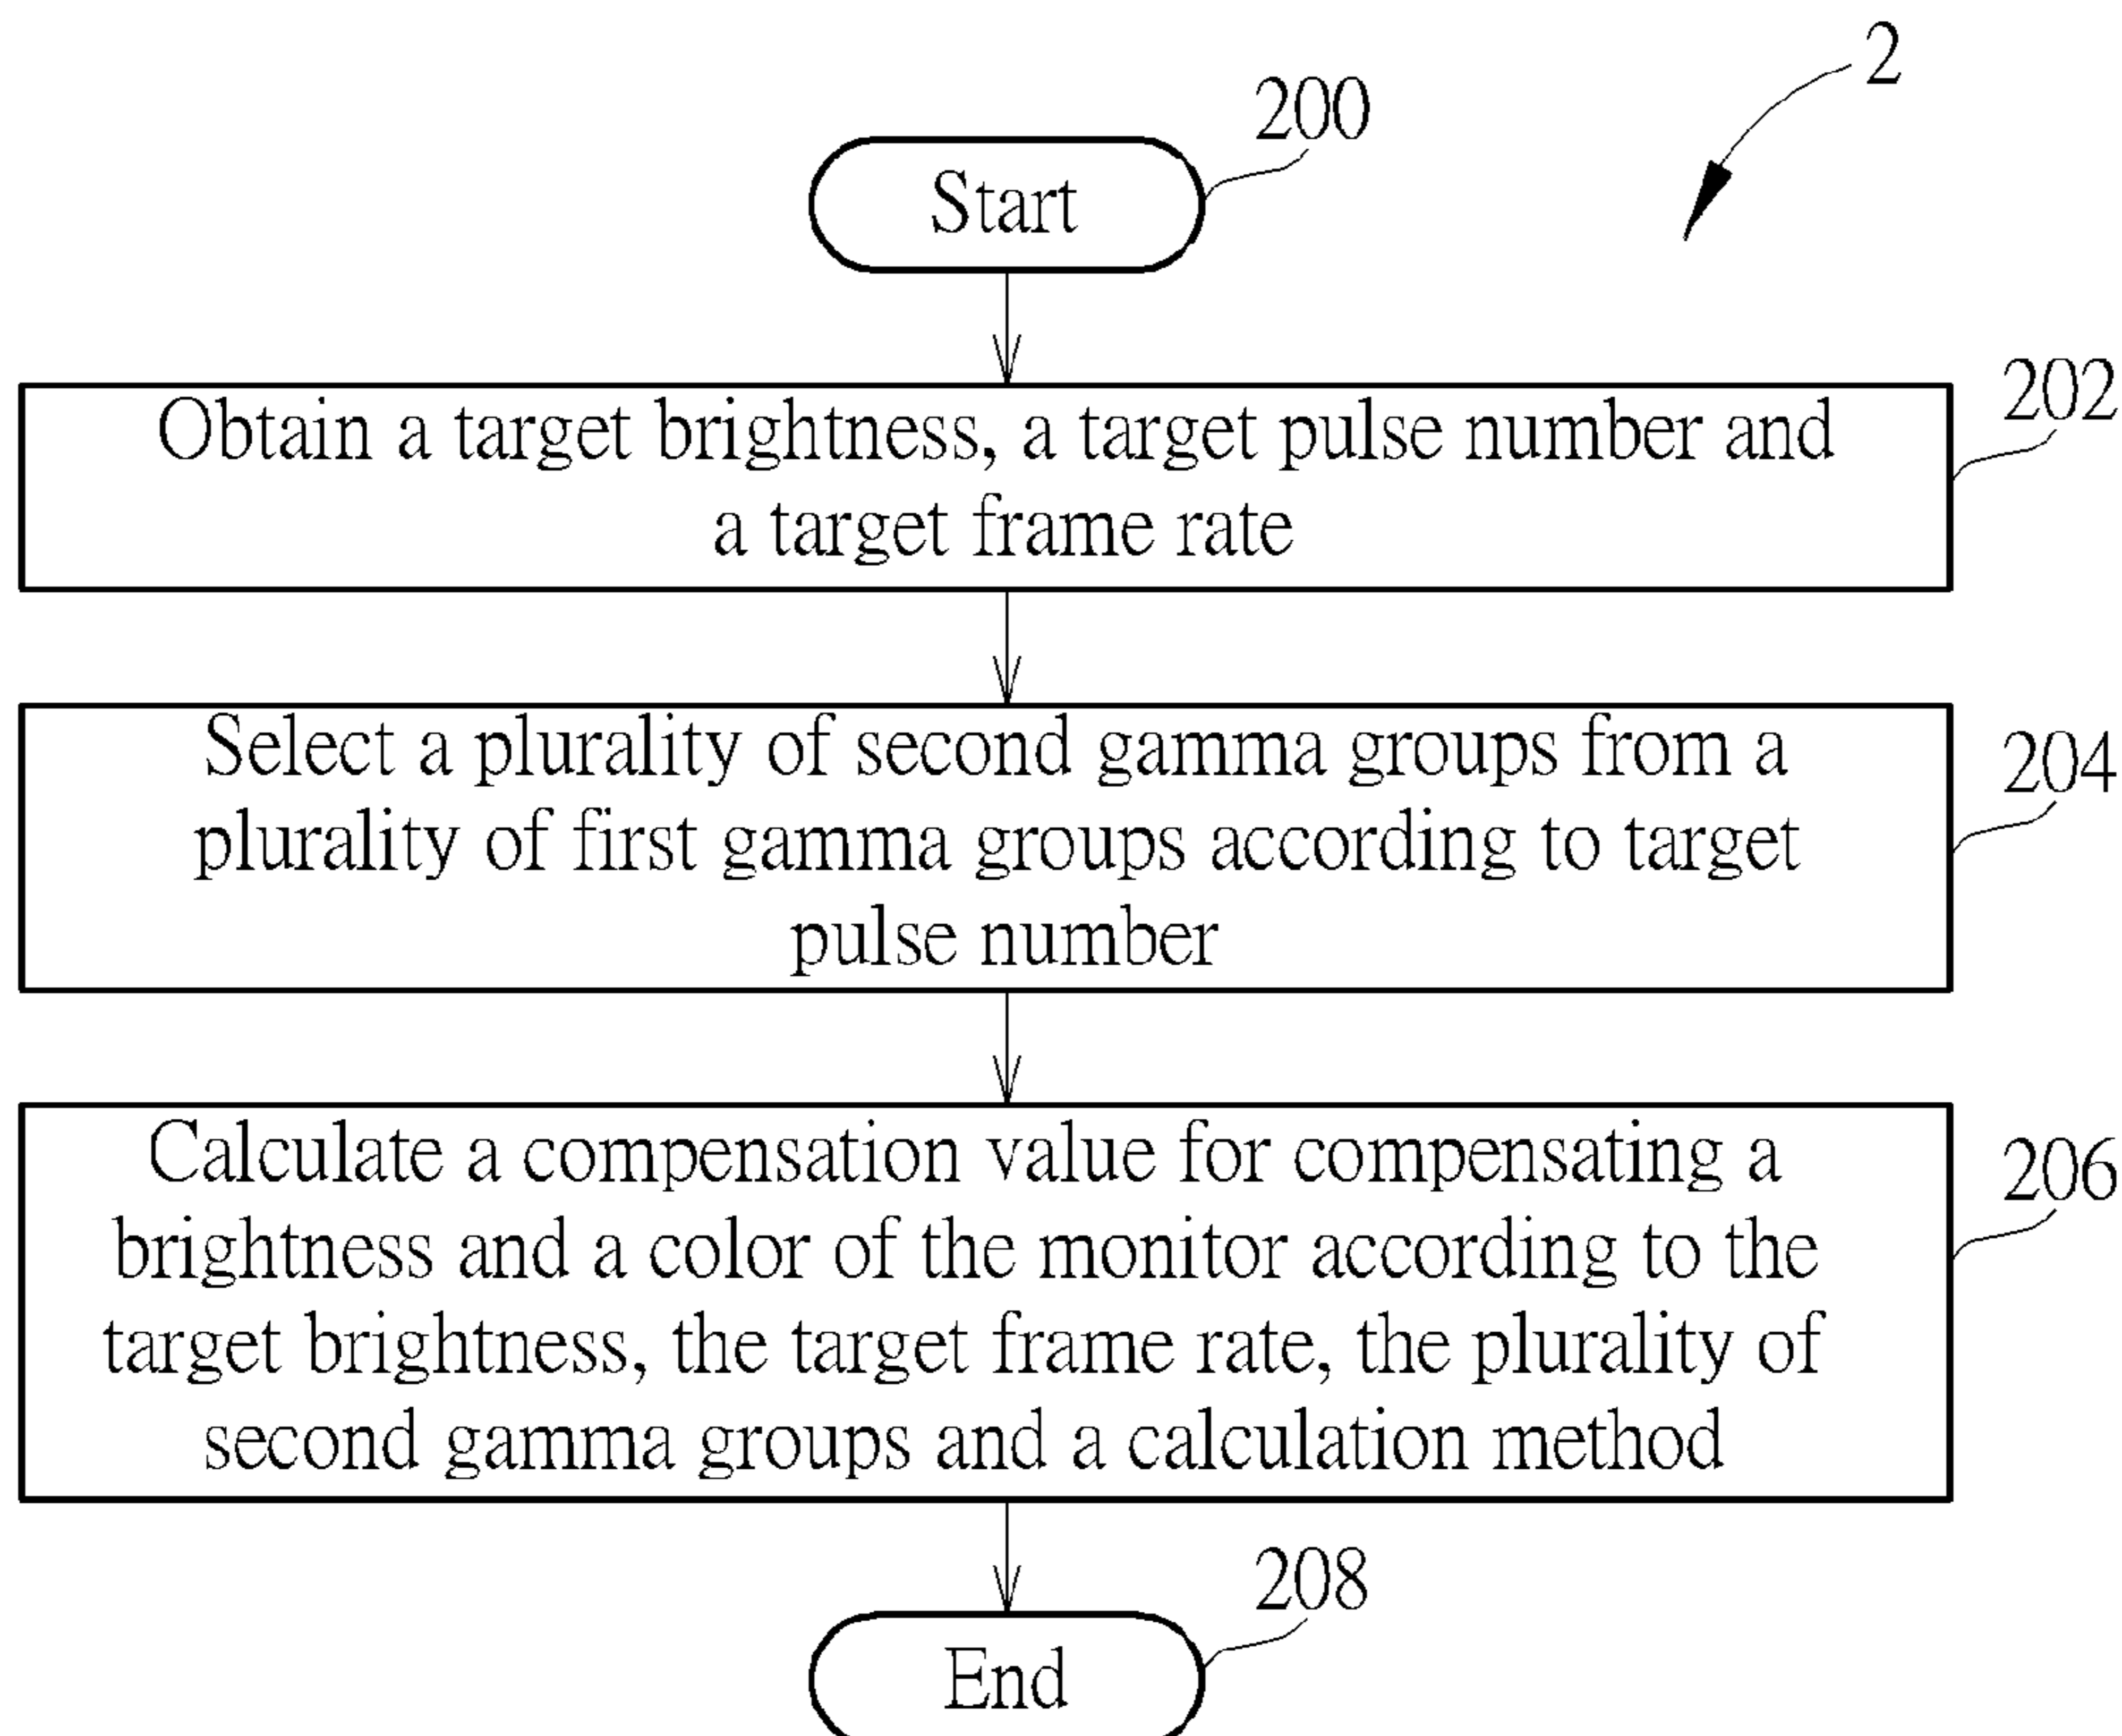 2
200
Start
202
Obtain a target brightness, a target pulse number and
a target frame rate
204
Select a plurality of second gamma groups from a
plurality of first gamma groups according to target
pulse number
206
Calculate a compensation value for compensating a
brightness and a color of the monitor according to the
target brightness, the target frame rate, the plurality of
second gamma groups and a calculation method
208
End